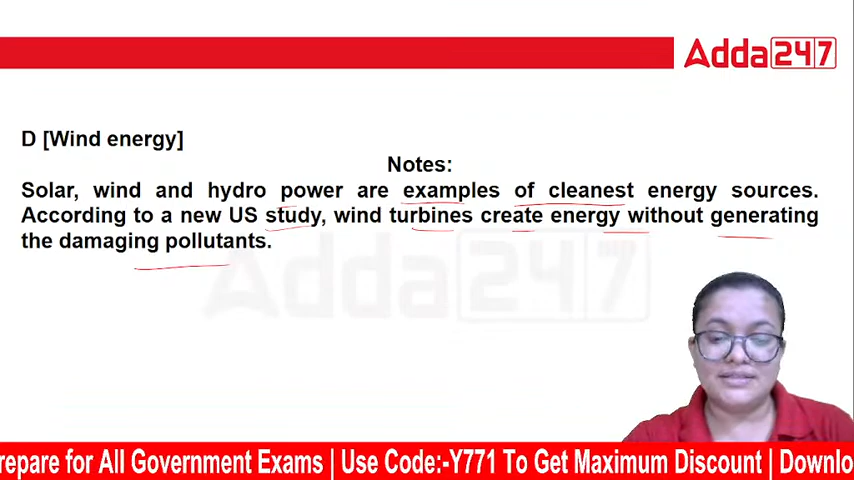 Adda247
D [Wind energy]
Notes:
Solar, wind and hydro power are examples of cleanest energy sources.
According to a new US study, wind turbines create energy without generating
the damaging pollutants.
Adda247
repare for All Government Exams | Use Code:-Y771 To Get Maximum Discount | Downlo